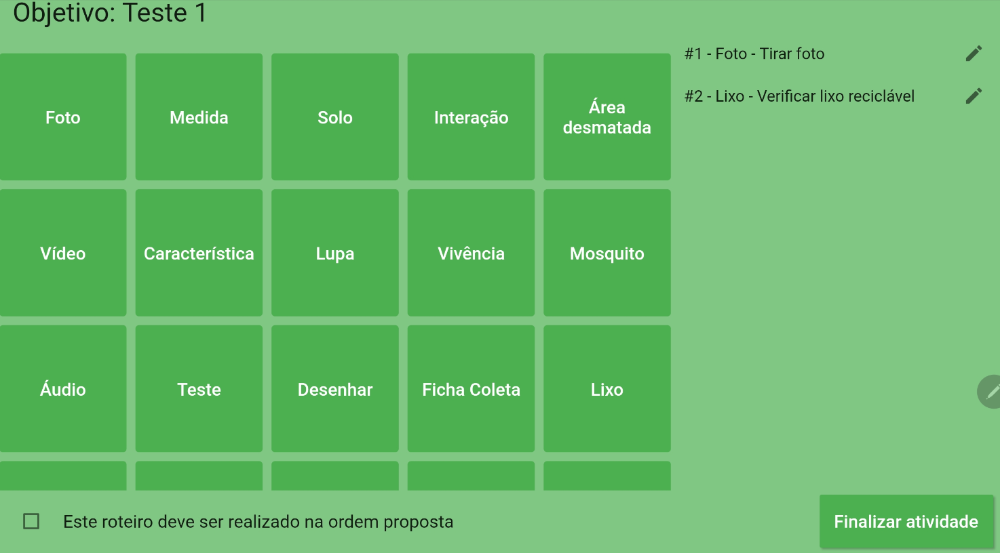 Objetivo: Teste 1
#1 - Foto - Tirar foto
#2 - Lixo - Verificar lixo reciclável
Foto
Medida
Solo
Interação
Área
desmatada
Vídeo
Característica
Lupa
Vivência
Mosquito
Áudio
Teste
Desenhar
Ficha Coleta
Lixo
Este roteiro deve ser realizado na ordem proposta
Finalizar atividade